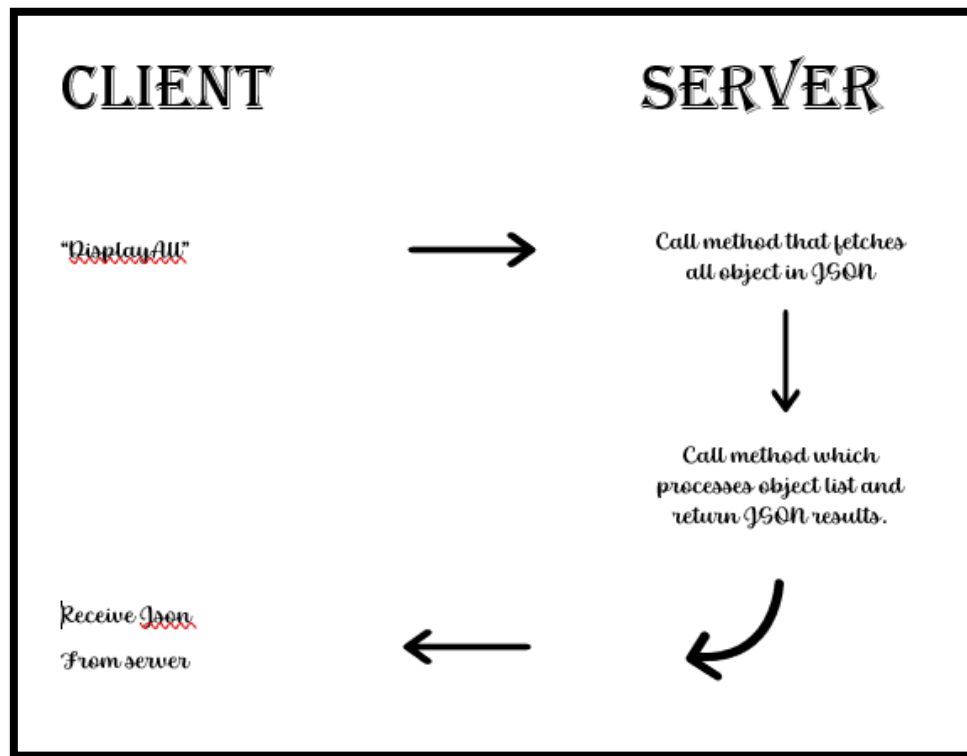 CLIENT
SERVER
“DisplayAll”
Call method that fetches
all object in JSON
Call method which
processes object list and
return JSON results.
Receive Json
From server